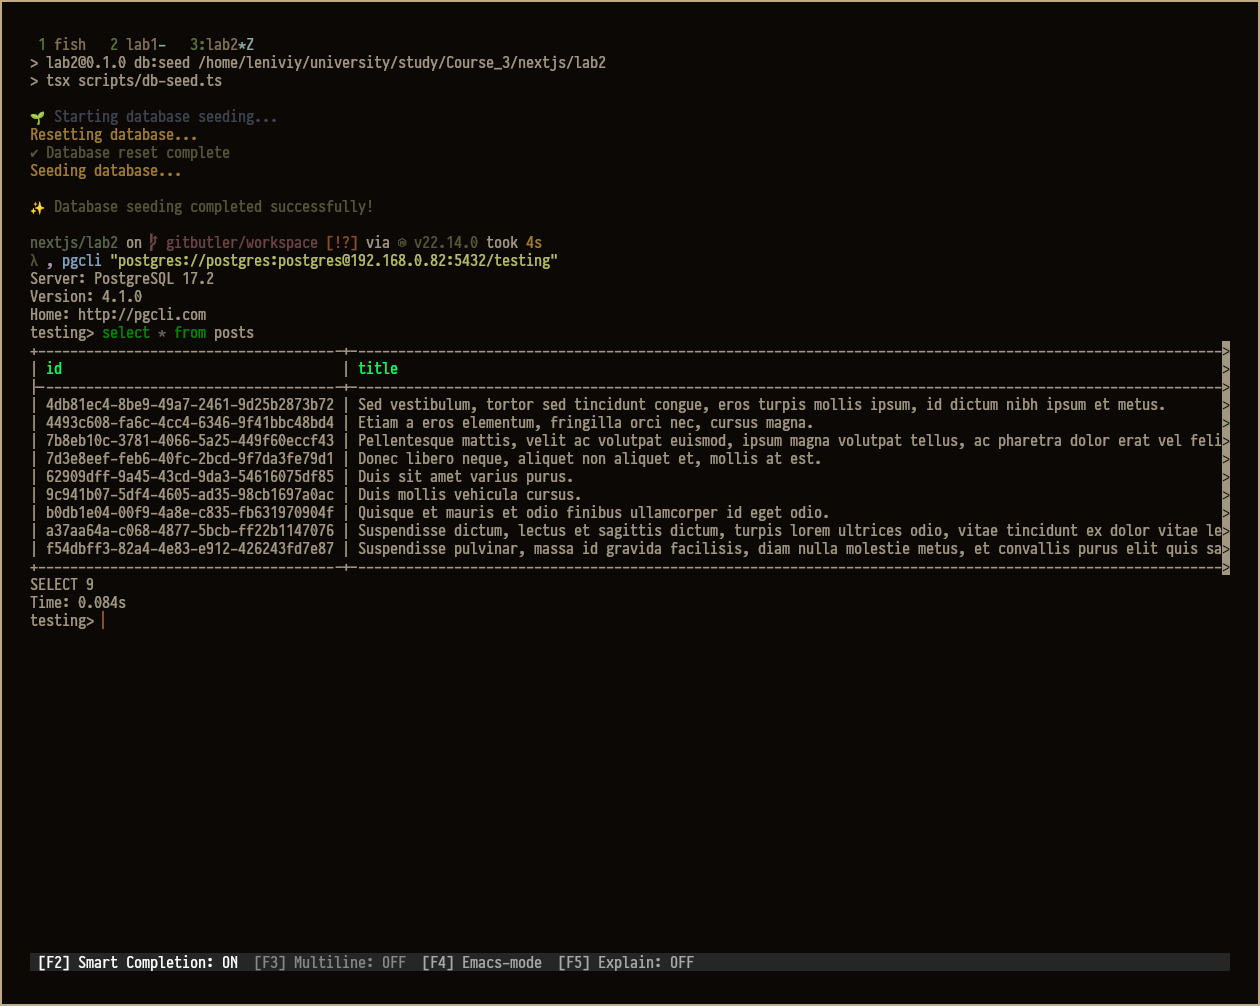 1 fish 2 lab1- 3:lab2*Z
> lab2@0.1.0 db:seed /home/leniviy/university/study/Course_3/nextjs/lab2
> tsx scripts/db-seed.ts
🌱 Starting database seeding...
Resetting database...
✔ Database reset complete
Seeding database...
✨ Database seeding completed successfully!
nextjs/lab2 on gitbutler/workspace [!?] via v22.14.0 took 4s
λ , pgcli "postgres://postgres:postgres@192.168.0.82:5432/testing"
Server: PostgreSQL 17.2
Version: 4.1.0
Home: http://pgcli.com
testing> select * from posts
+-------------------------------------+------------------------------------------------------------------------------------------------------------->
| id | title >
|-------------------------------------+------------------------------------------------------------------------------------------------------------->
| 4db81ec4-8be9-49a7-2461-9d25b2873b72 | Sed vestibulum, tortor sed tincidunt congue, eros turpis mollis ipsum, id dictum nibh ipsum et metus. >
| 4493c608-fa6c-4cc4-6346-9f41bbc48bd4 | Etiam a eros elementum, fringilla orci nec, cursus magna. >
| 7b8eb10c-3781-4066-5a25-449f60eccf43 | Pellentesque mattis, velit ac volutpat euismod, ipsum magna volutpat tellus, ac pharetra dolor erat vel feli>
| 7d3e8eef-feb6-40fc-2bcd-9f7da3fe79d1 | Donec libero neque, aliquet non aliquet et, mollis at est. >
| 62909dff-9a45-43cd-9da3-54616075df85 | Duis sit amet varius purus. >
| 9c941b07-5df4-4605-ad35-98cb1697a0ac | Duis mollis vehicula cursus. >
| b0db1e04-00f9-4a8e-c835-fb631970904f | Quisque et mauris et odio finibus ullamcorper id eget odio. >
| a37aa64a-c068-4877-5bcb-ff22b1147076 | Suspendisse dictum, lectus et sagittis dictum, turpis lorem ultrices odio, vitae tincidunt ex dolor vitae le>
| f54dbff3-82a4-4e83-e912-426243fd7e87 | Suspendisse pulvinar, massa id gravida facilisis, diam nulla molestie metus, et convallis purus elit quis sa>
+-------------------------------------+------------------------------------------------------------------------------------------------------------->
SELECT 9
Time: 0.084s
testing>
[F2] Smart Completion: ON [F3] Multiline: OFF [F4] Emacs-mode [F5] Explain: OFF